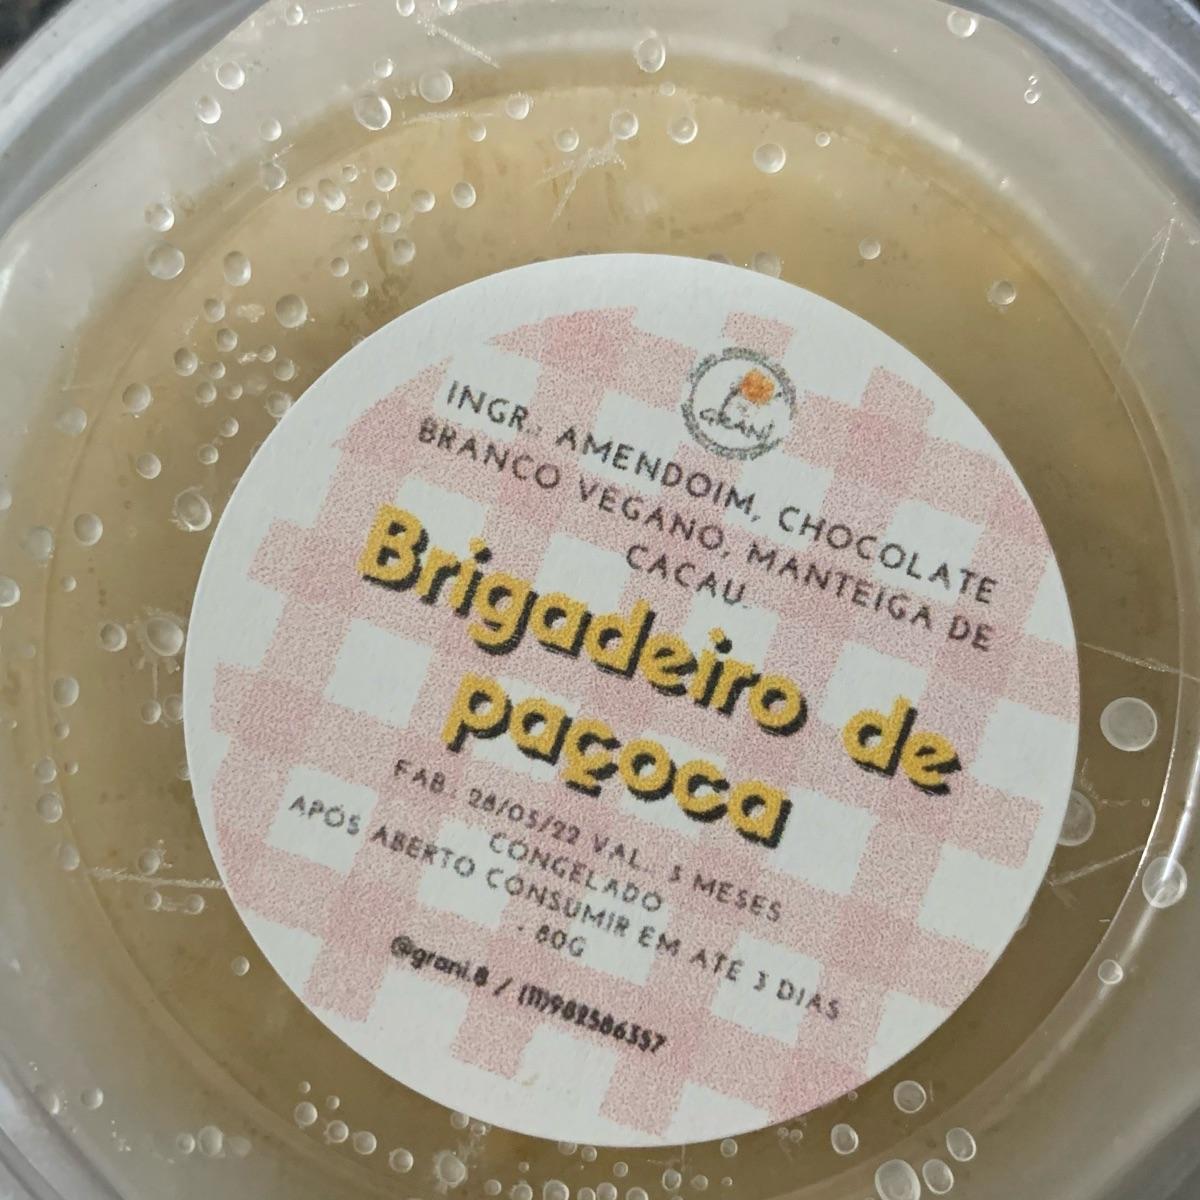 GRANÍ
INGR.: AMENDOIM, CHOCOLATE
BRANCO VEGANO, MANTEIGA DE
CACAU.
Brigadeiro de
paçoca
FAB.: 28/05/22 VAL.: 3 MESES
CONGELADO
APÓS ABERTO CONSUMIR EM ATÉ 3 DIAS
- 80G
@grani.8 / (11)982586357